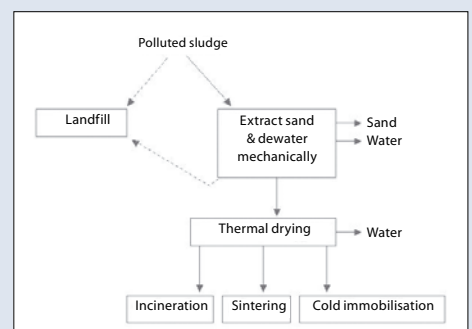 Polluted sludge
Landfill
Extract sand
& dewater
mechanically
Sand
Water
Thermal drying
Water
Incineration
Sintering
Cold immobilisation